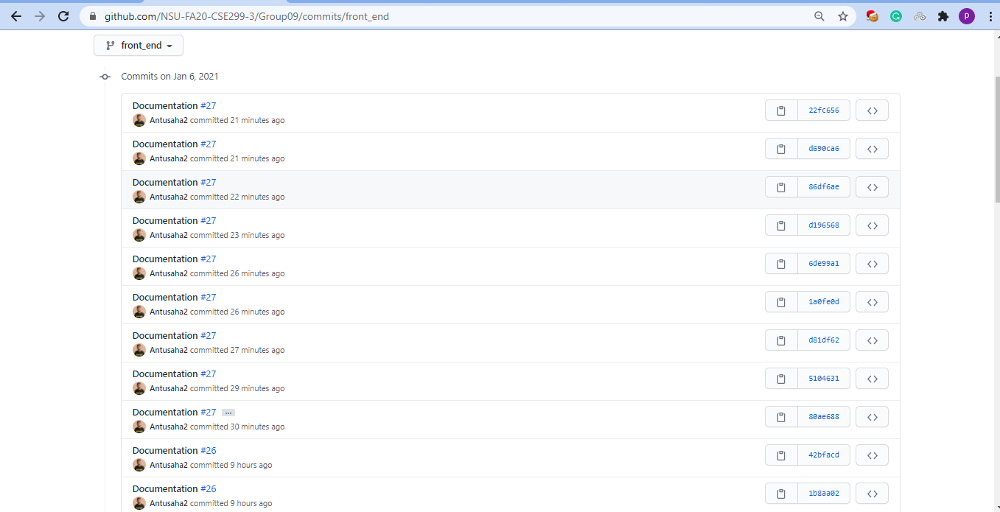 github.com/NSU-FA20-CSE299-3/Group09/commits/front_end
p
front_end
Commits on Jan 6, 2021
Documentation #27
Antusaha2 committed 21 minutes ago
22fc656
Documentation #27
Antusaha2 committed 21 minutes ago
d690ca6
Documentation #27
Antusaha2 committed 22 minutes ago
86df6ae
Documentation #27
Antusaha2 committed 23 minutes ago
d196568
Documentation #27
Antusaha2 committed 26 minutes ago
6de99a1
Documentation #27
Antusaha2 committed 26 minutes ago
1a0fe0d
Documentation #27
Antusaha2 committed 27 minutes ago
d81df62
Documentation #27
Antusaha2 committed 29 minutes ago
5104631
Documentation #27 ...
Antusaha2 committed 30 minutes ago
80ae688
Documentation #26
Antusaha2 committed 9 hours ago
42bfacd
Documentation #26
Antusaha2 committed 9 hours ago
1b8aa02